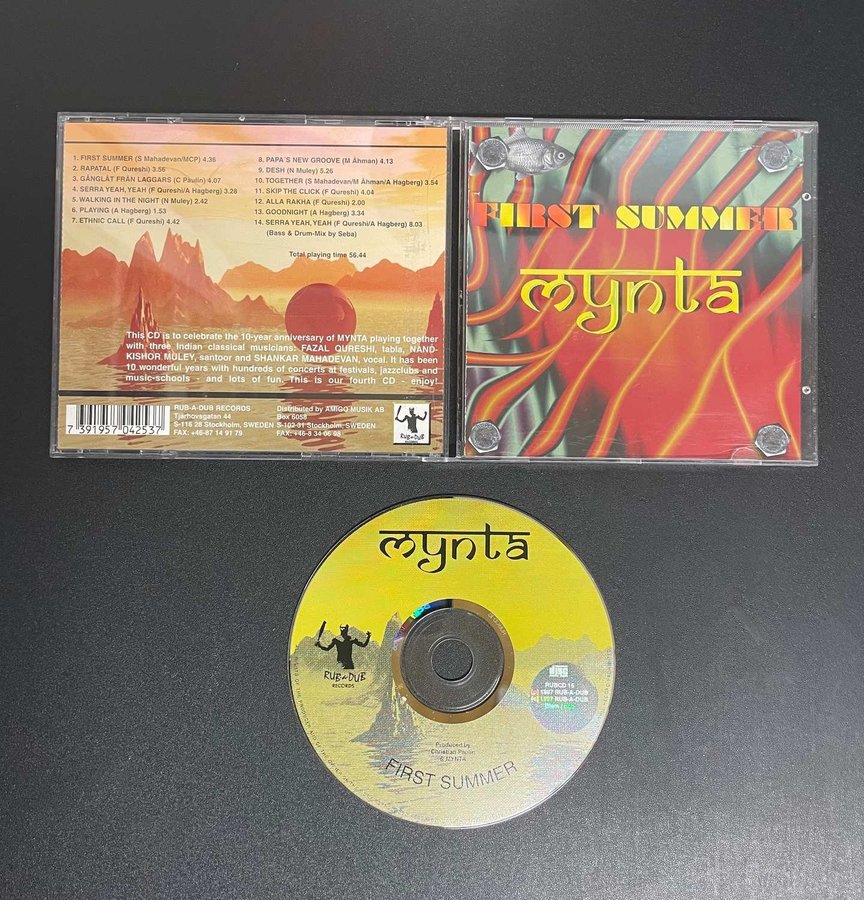 1. FIRST SUMMER (S Mahadevan/MCP) 4.36
2. RAPATAL (F Qureshi) 3.56
3. GÅNGLÅT FRÅN LAGGARS (C Paulin) 4.07
4. SERRA YEAH, YEAH (F Qureshi/A Hagberg) 3.28
5. WALKING IN THE NIGHT (N Muley) 2.42
6. PLAYING (A Hagberg) 1.53
7. ETHNIC CALL (F Qureshi) 4.42
8. PAPA´S NEW GROOVE (M Åhman) 4.13
9. DESH (N Muley) 5.26
10. TOGETHER (S Mahadevan/M Åhman/A Hagberg) 3.54
11. SKIP THE CLICK (F Qureshi) 4.04
12. ALLA RAKHA (F Qureshi) 2.00
13. GOODNIGHT (A Hagberg) 3.34
14. SERRA YEAH, YEAH (F Qureshi/A Hagberg) 8.03
(Bass & Drum-Mix by Seba)
Total playing time 56.44
This CD is to celebrate the 10-year anniversary of MYNTA playing together
with three Indian classical musicians: FAZAL QURESHI, tabla, NAND-
KISHOR MULEY, santoor and SHANKAR MAHADEVAN, vocal. It has been
10 wonderful years with hundreds of concerts at festivals, jazzclubs and
music-schools - and lots of fun. This is our fourth CD - enjoy!
7 391957 042537
RUB-A-DUB RECORDS
Tjärhovsgatan 44
S-116 28 Stockholm, SWEDEN
FAX: +46-87 14 91 79
Distributed by AMIGO MUSIK AB
Box 6058
S-102 31 Stockholm, SWEDEN
FAX: +46-8 34 06 98
RUB A DUB
RECORDS
FIRST SUMMER
mynta
mynta
RUB A DUB
RECORDS
RUBCD 15
(p) 1997 RUB-A-DUB
(c) 1997 RUB-A-DUB
Produced by
Christian Paulin
& MYNTA
FIRST SUMMER